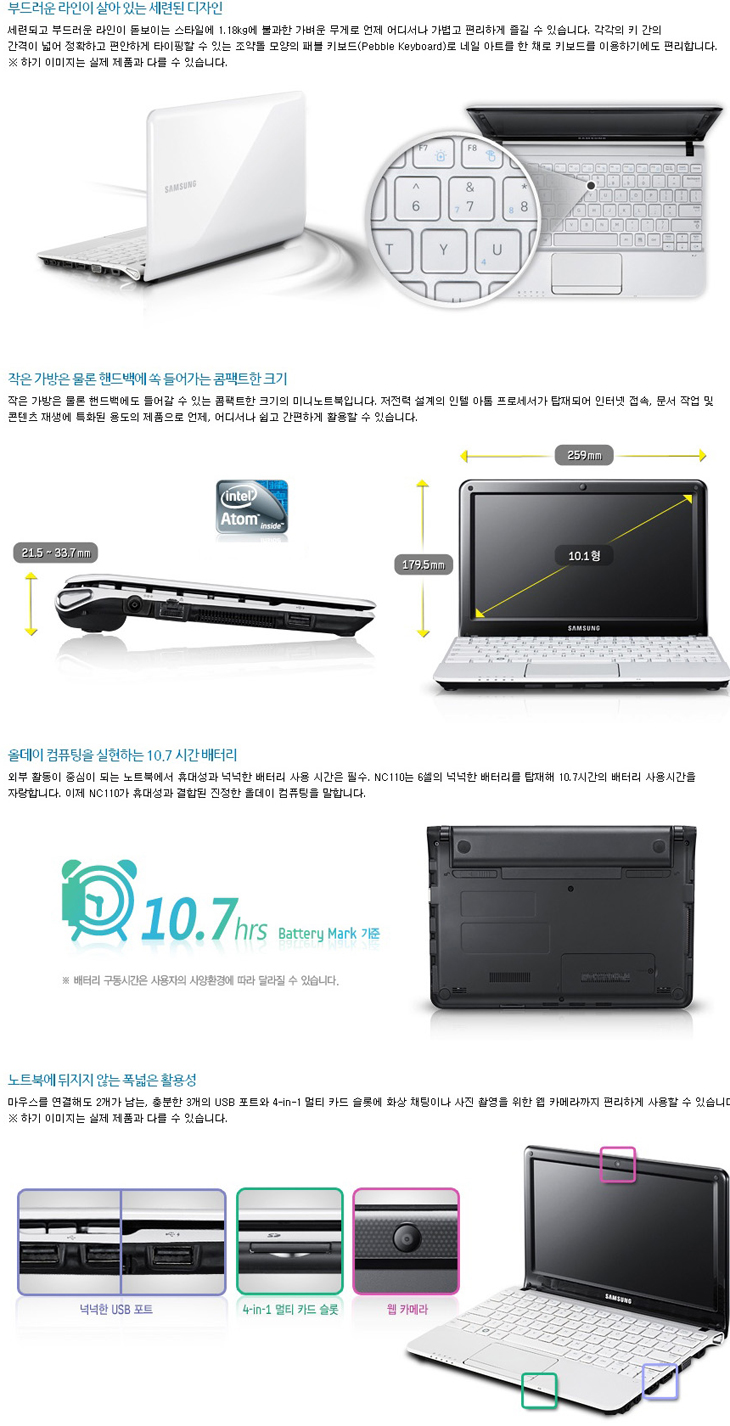 부드러운 라인이 살아 있는 세련된 디자인
세련되고 부드러운 라인이 돋보이는 스타일에 1.18kg에 불과한 가벼운 무게로 언제 어디서나 가볍고 편리하게 즐길 수 있습니다. 각각의 키 간의
간격이 넓어 정확하고 편안하게 타이핑할 수 있는 조약돌 모양의 패블 키보드(Pebble Keyboard)로 네일 아트를 한 채로 키보드를 이용하기에도 편리합니다.
※ 하기 이미지는 실제 제품과 다를 수 있습니다.
SAMSUNG
F7 F8
^ & *
6 7 7 8 8
T Y 4 U
작은 가방은 물론 핸드백에 쏙 들어가는 콤팩트한 크기
작은 가방은 물론 핸드백에도 들어갈 수 있는 콤팩트한 크기의 미니노트북입니다. 저전력 설계의 인텔 아톰 프로세서가 탑재되어 인터넷 접속, 문서 작업 및
콘텐츠 재생에 특화된 용도의 제품으로 언제, 어디서나 쉽고 간편하게 활용할 수 있습니다.
259mm
intel
Atom™
inside™
21.5 ~ 33.7mm
179.5mm
10.1형
SAMSUNG
올데이 컴퓨팅을 실현하는 10.7 시간 배터리
외부 활동이 중심이 되는 노트북에서 휴대성과 넉넉한 배터리 사용 시간은 필수. NC110는 6셀의 넉넉한 배터리를 탑재해 10.7시간의 배터리 사용시간을
자랑합니다. 이제 NC110가 휴대성과 결합된 진정한 올데이 컴퓨팅을 말합니다.
10.7hrs Battery Mark 기준
※ 배터리 구동시간은 사용자의 사양환경에 따라 달라질 수 있습니다.
노트북에 뒤지지 않는 폭넓은 활용성
마우스를 연결해도 2개가 남는, 충분한 3개의 USB 포트와 4-in-1 멀티 카드 슬롯에 화상 채팅이나 사진 촬영을 위한 웹 카메라까지 편리하게 사용할 수 있습니다
※ 하기 이미지는 실제 제품과 다를 수 있습니다.
넉넉한 USB 포트
4-in-1 멀티 카드 슬롯
웹 카메라
SAMSUNG